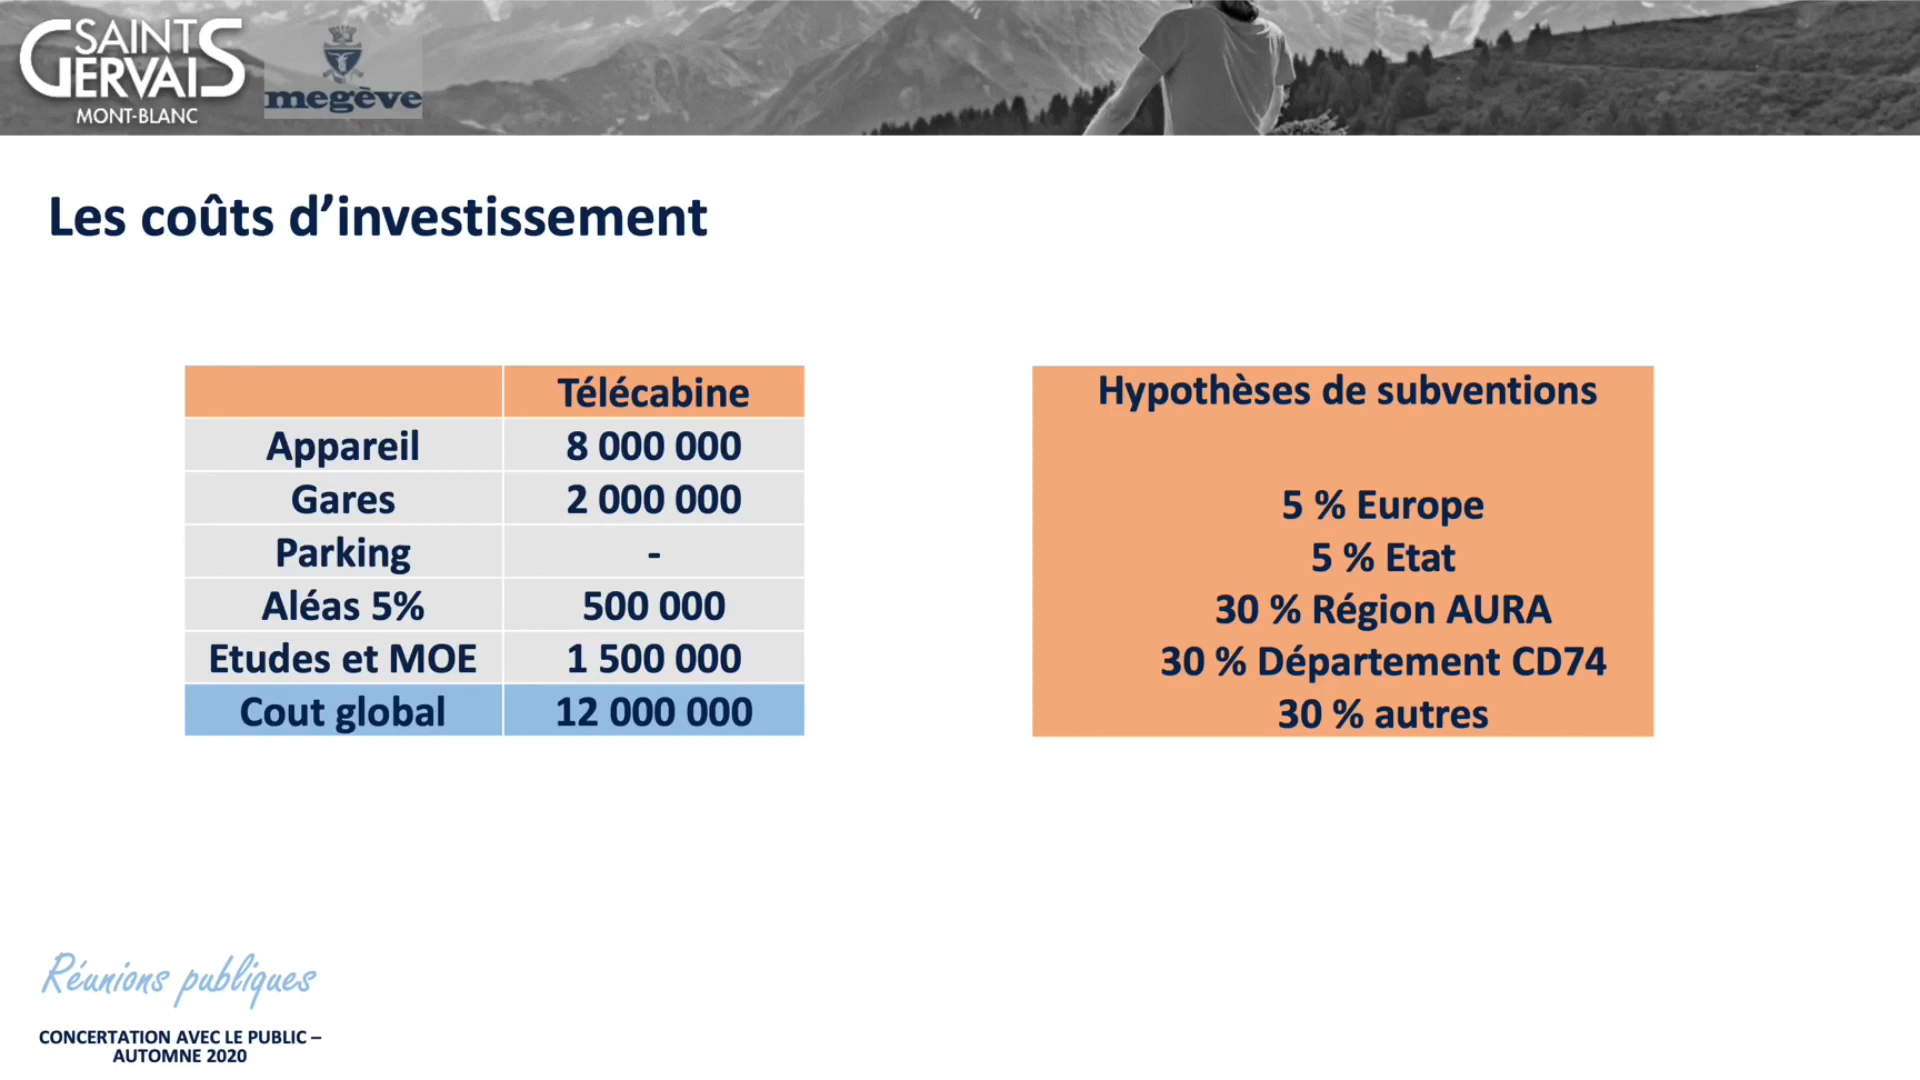 SAINT
GERVAIS
MONT-BLANC
megève
Les coûts d’investissement
Télécabine
Appareil 8 000 000
Gares 2 000 000
Parking -
Aléas 5% 500 000
Etudes et MOE 1 500 000
Cout global 12 000 000
Hypothèses de subventions
5 % Europe
5 % Etat
30 % Région AURA
30 % Département CD74
30 % autres
Réunions publiques
CONCERTATION AVEC LE PUBLIC –
AUTOMNE 2020